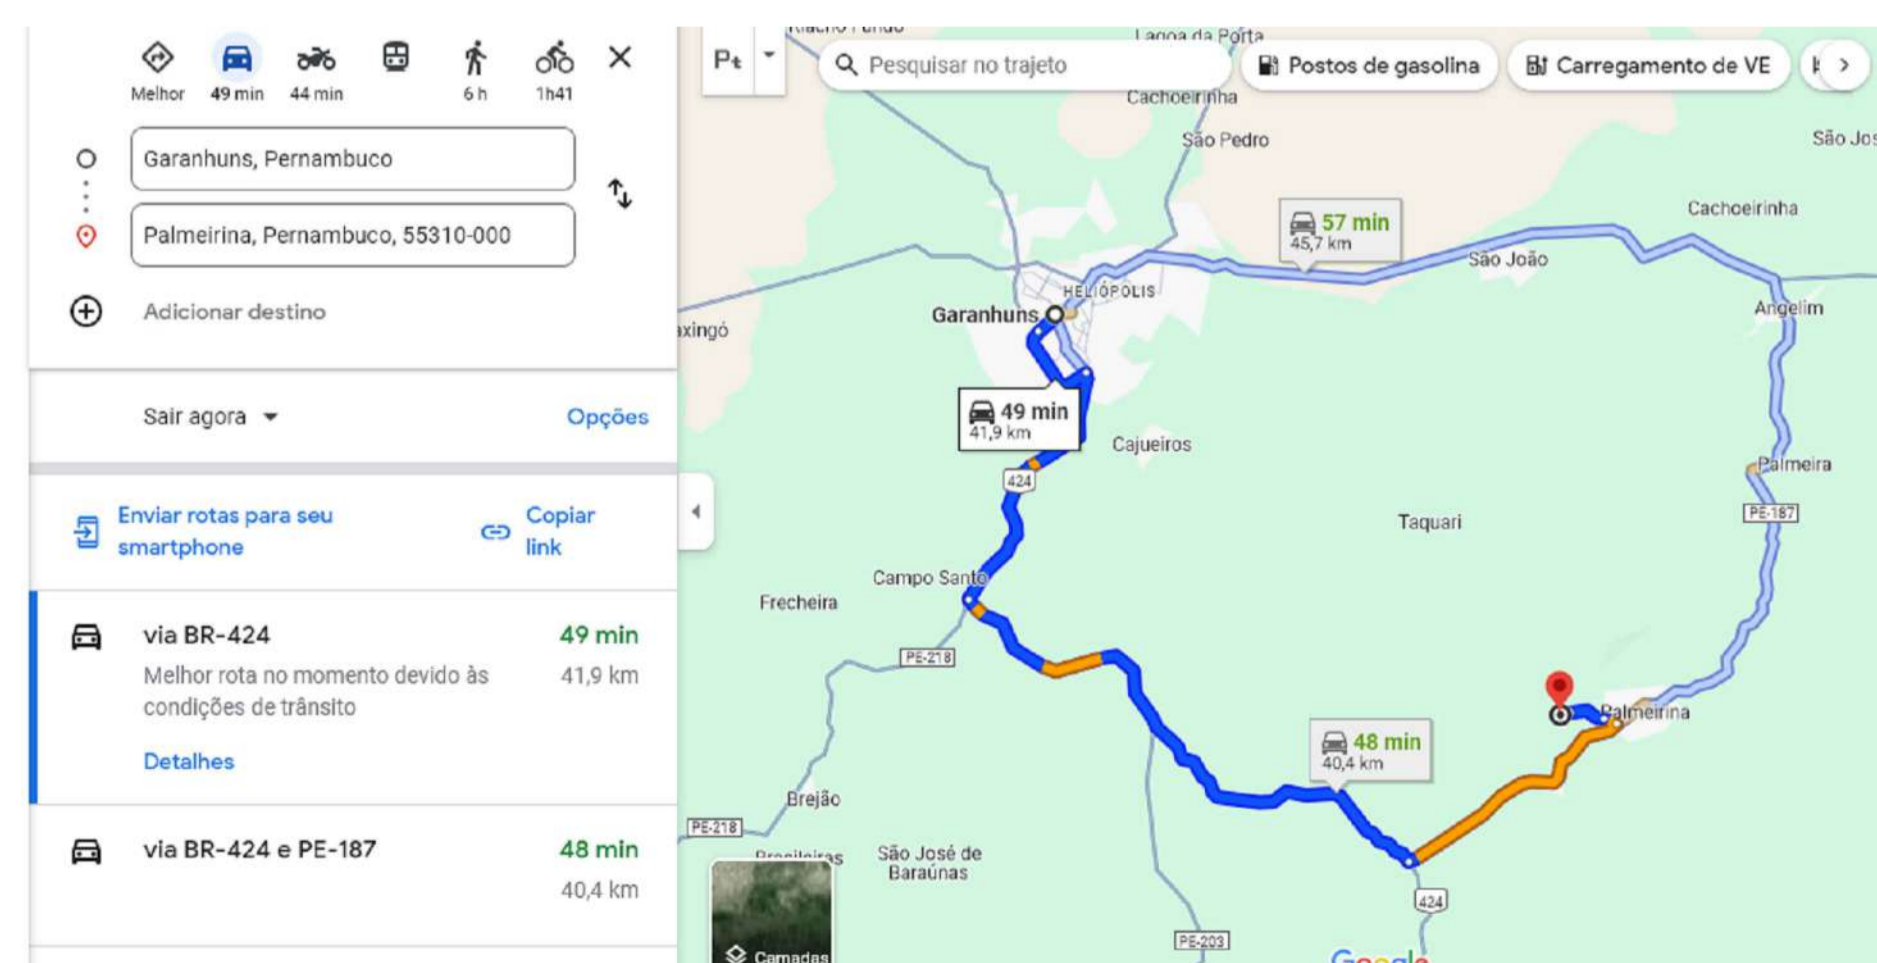 Melhor
49 min
44 min
6 h
1h41
Garanhuns, Pernambuco
Palmeirina, Pernambuco, 55310-000
Adicionar destino
Sair agora
Opções
Enviar rotas para seu
smartphone
Copiar
link
via BR-424
49 min
Melhor rota no momento devido às
condições de trânsito
41,9 km
Detalhes
via BR-424 e PE-187
48 min
40,4 km
Pesquisar no trajeto
Postos de gasolina
Carregamento de VE
Lagoa da Porta
Cachoeirinha
São Pedro
São Jos
Cachoeirinha
57 min
45,7 km
São João
HELIÓPOLIS
Garanhuns
Angelim
axingó
49 min
41,9 km
Cajueiros
Palmeira
424
PE-187
Taquari
Campo Santo
Frecheira
PE-218
Palmeirina
48 min
40,4 km
Brejão
PE-218
Brasileiras
São José de
Baraúnas
424
PE-203
Camadas
Google